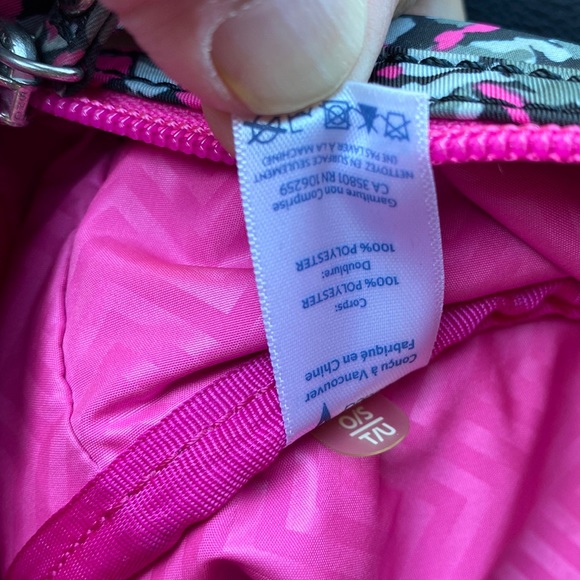 Conçu à Vancouver
Fabriqué en Chine
Corps:
100% POLYESTER
Doublure:
100% POLYESTER
Garniture non Comprise
CA 35801 RN 106259
NETTOYEZ EN SURFACE SEULEMENT
(NE PAS LAVER À LA MACHINE)
O/S
T/U